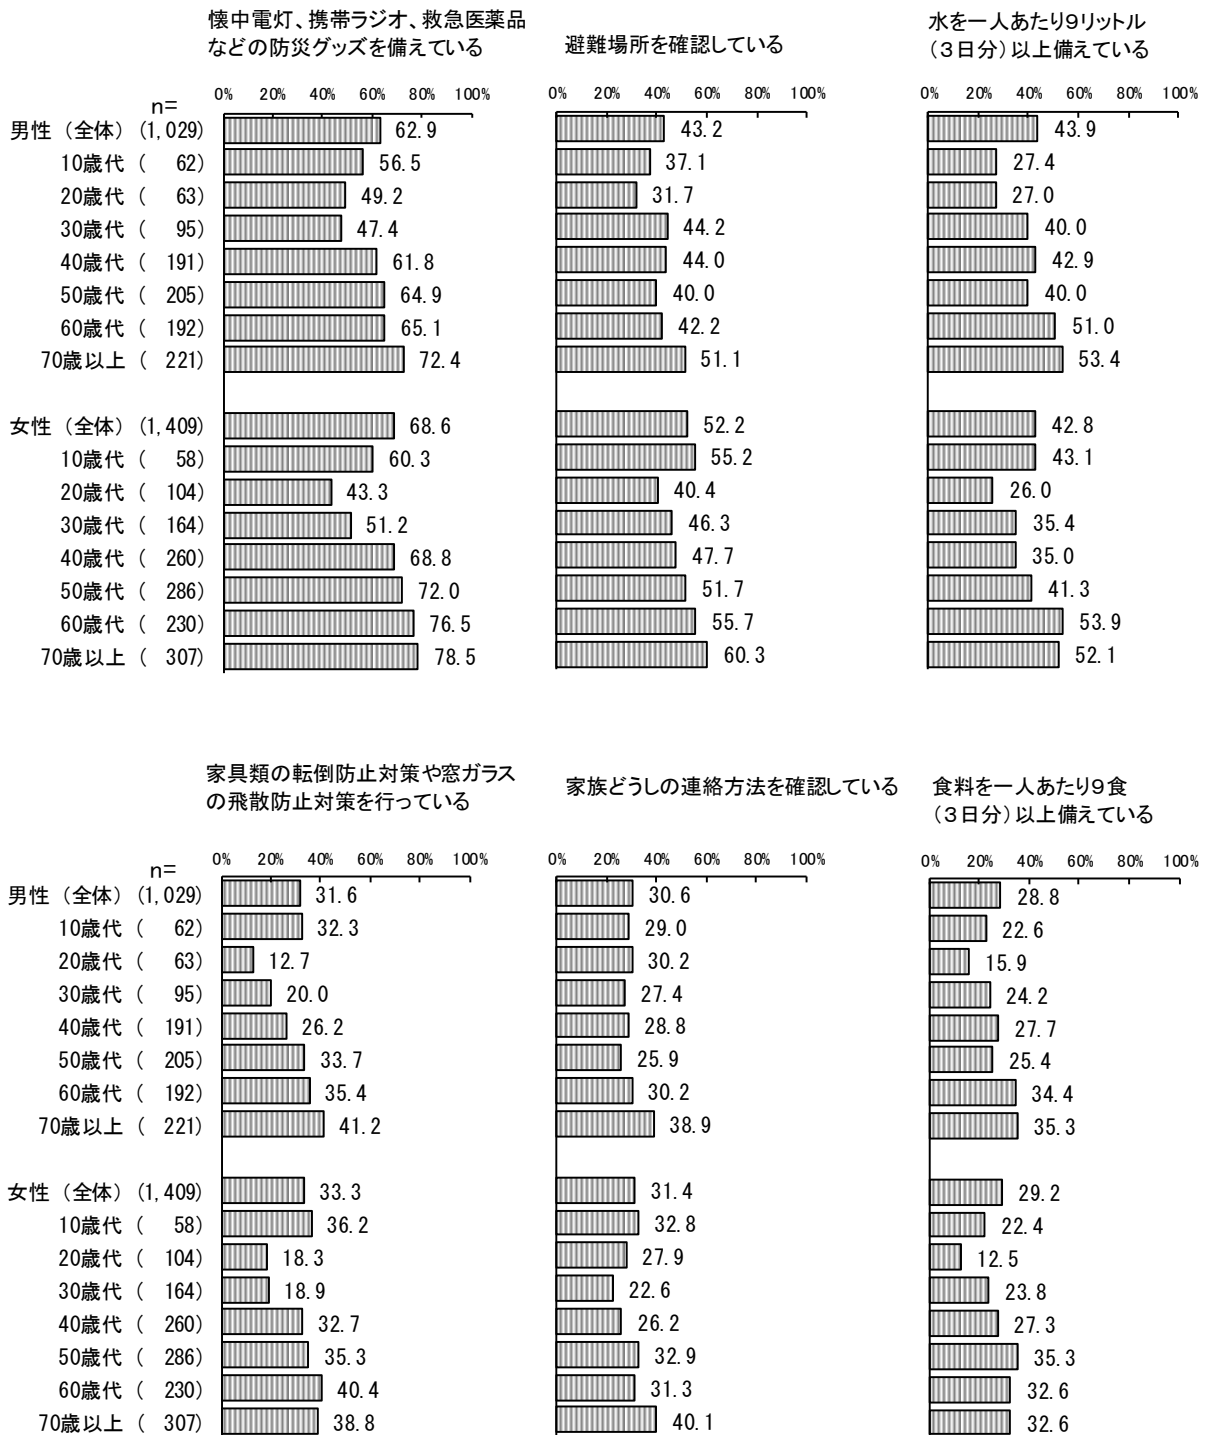 懐中電灯、携帯ラジオ、救急医薬品
などの防災グッズを備えている
避難場所を確認している
水を一人あたり９リットル
（３日分）以上備えている
n=
0% 20% 40% 60% 80% 100% 0% 20% 40% 60% 80% 100% 0% 20% 40% 60% 80% 100%
男性（全体）(1,029) 62.9 43.2 43.9
10歳代 ( 62) 56.5 37.1 27.4
20歳代 ( 63) 49.2 31.7 27.0
30歳代 ( 95) 47.4 44.2 40.0
40歳代 ( 191) 61.8 44.0 42.9
50歳代 ( 205) 64.9 40.0 40.0
60歳代 ( 192) 65.1 42.2 51.0
70歳以上 ( 221) 72.4 51.1 53.4
女性（全体）(1,409) 68.6 52.2 42.8
10歳代 ( 58) 60.3 55.2 43.1
20歳代 ( 104) 43.3 40.4 26.0
30歳代 ( 164) 51.2 46.3 35.4
40歳代 ( 260) 68.8 47.7 35.0
50歳代 ( 286) 72.0 51.7 41.3
60歳代 ( 230) 76.5 55.7 53.9
70歳以上 ( 307) 78.5 60.3 52.1
家具類の転倒防止対策や窓ガラス
の飛散防止対策を行っている
家族どうしの連絡方法を確認している
食料を一人あたり９食
（３日分）以上備えている
n=
0% 20% 40% 60% 80% 100% 0% 20% 40% 60% 80% 100% 0% 20% 40% 60% 80% 100%
男性（全体）(1,029) 31.6 30.6 28.8
10歳代 ( 62) 32.3 29.0 22.6
20歳代 ( 63) 12.7 30.2 15.9
30歳代 ( 95) 20.0 27.4 24.2
40歳代 ( 191) 26.2 28.8 27.7
50歳代 ( 205) 33.7 25.9 25.4
60歳代 ( 192) 35.4 30.2 34.4
70歳以上 ( 221) 41.2 38.9 35.3
女性（全体）(1,409) 33.3 31.4 29.2
10歳代 ( 58) 36.2 32.8 22.4
20歳代 ( 104) 18.3 27.9 12.5
30歳代 ( 164) 18.9 22.6 23.8
40歳代 ( 260) 32.7 26.2 27.3
50歳代 ( 286) 35.3 32.9 35.3
60歳代 ( 230) 40.4 31.3 32.6
70歳以上 ( 307) 38.8 40.1 32.6